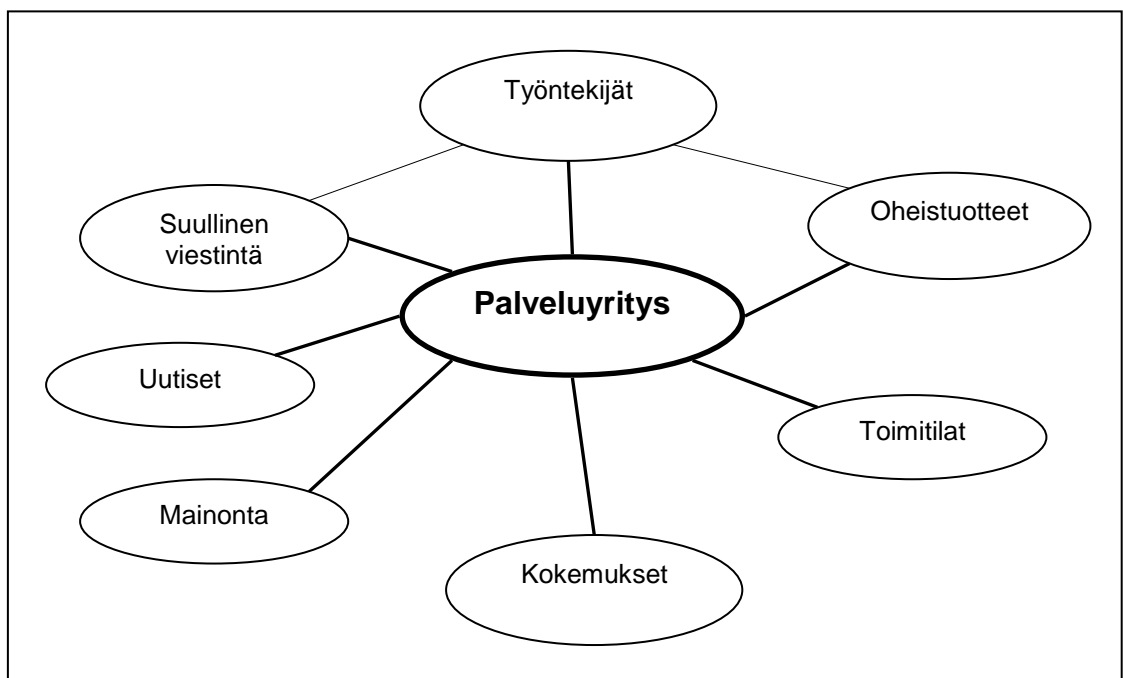 Työntekijät
Suullinen
viestintä
Oheistuotteet
Palveluyritys
Uutiset
Toimitilat
Mainonta
Kokemukset